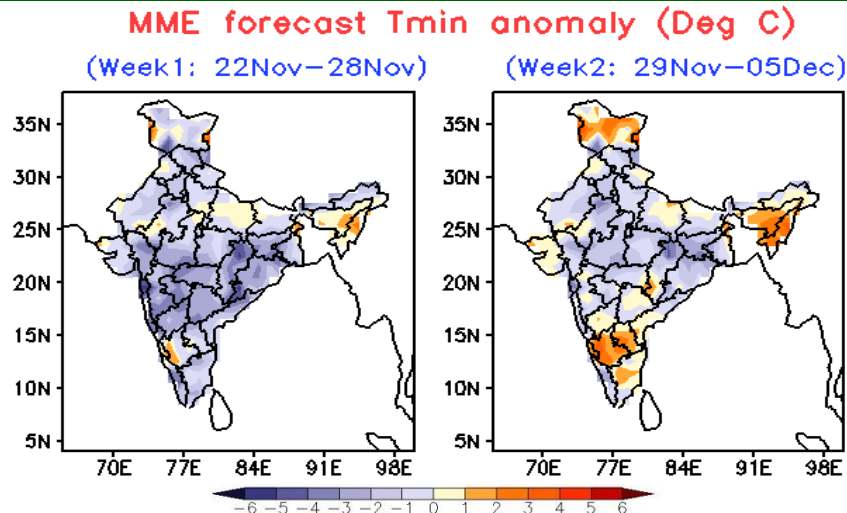 MME forecast Tmin anomaly (Deg C)
(Week1: 22Nov−28Nov)
(Week2: 29Nov−05Dec)
35N
30N
25N
20N
15N
10N
5N
70E 77E 84E 91E 98E
35N
30N
25N
20N
15N
10N
5N
70E 77E 84E 91E 98E
−6 −5 −4 −3 −2 −1 0 1 2 3 4 5 6